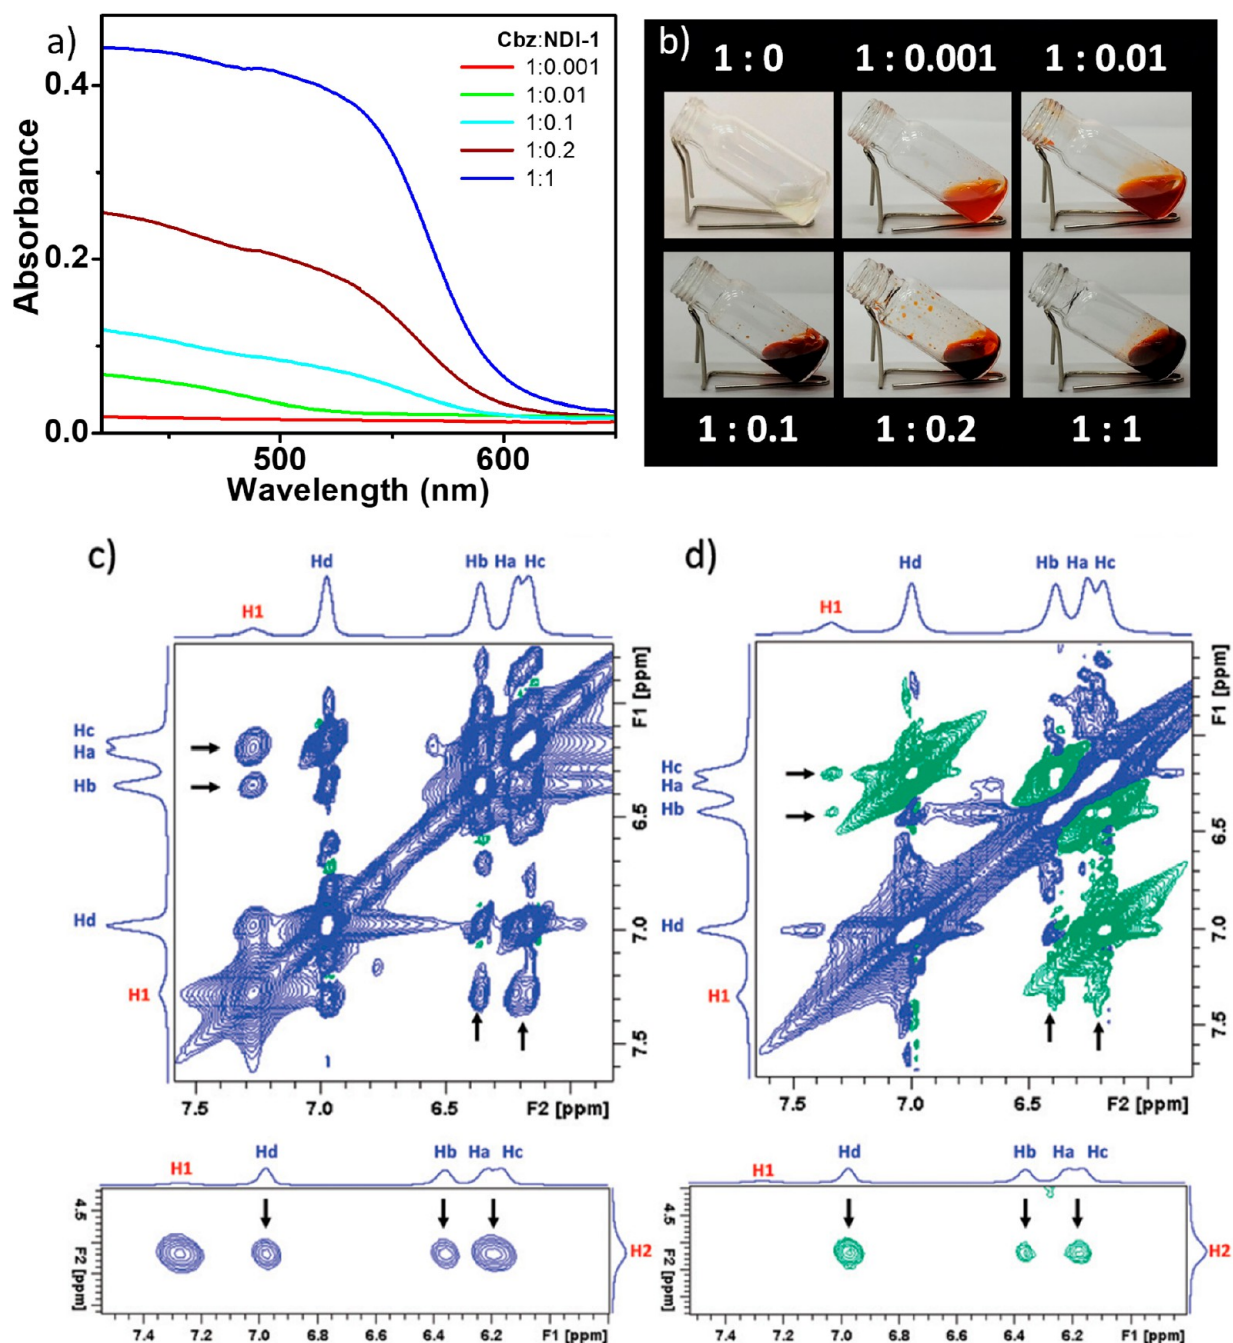 a)
Cbz:NDI-1
1:0.001
1:0.01
1:0.1
1:0.2
1:1
Absorbance
0.4
0.2
0.0
500
600
Wavelength (nm)
b)
1 : 0
1 : 0.001
1 : 0.01
1 : 0.1
1 : 0.2
1 : 1
c)
H1
Hd
Hb
Ha
Hc
Hc
Ha
Hb
Hd
H1
F1 [ppm]
6.5
7.0
7.5
7.5
7.0
6.5
F2 [ppm]
d)
H1
Hd
Hb
Ha
Hc
Hc
Ha
Hb
Hd
H1
F1 [ppm]
6.5
7.0
7.5
7.5
7.0
6.5
F2 [ppm]
H1
Hd
Hb
Ha
Hc
4.5
F2 [ppm]
H2
7.4
7.2
7.0
6.8
6.6
6.4
6.2
F1 [ppm]
H1
Hd
Hb
Ha
Hc
4.5
F2 [ppm]
H2
7.4
7.2
7.0
6.8
6.6
6.4
6.2
F1 [ppm]